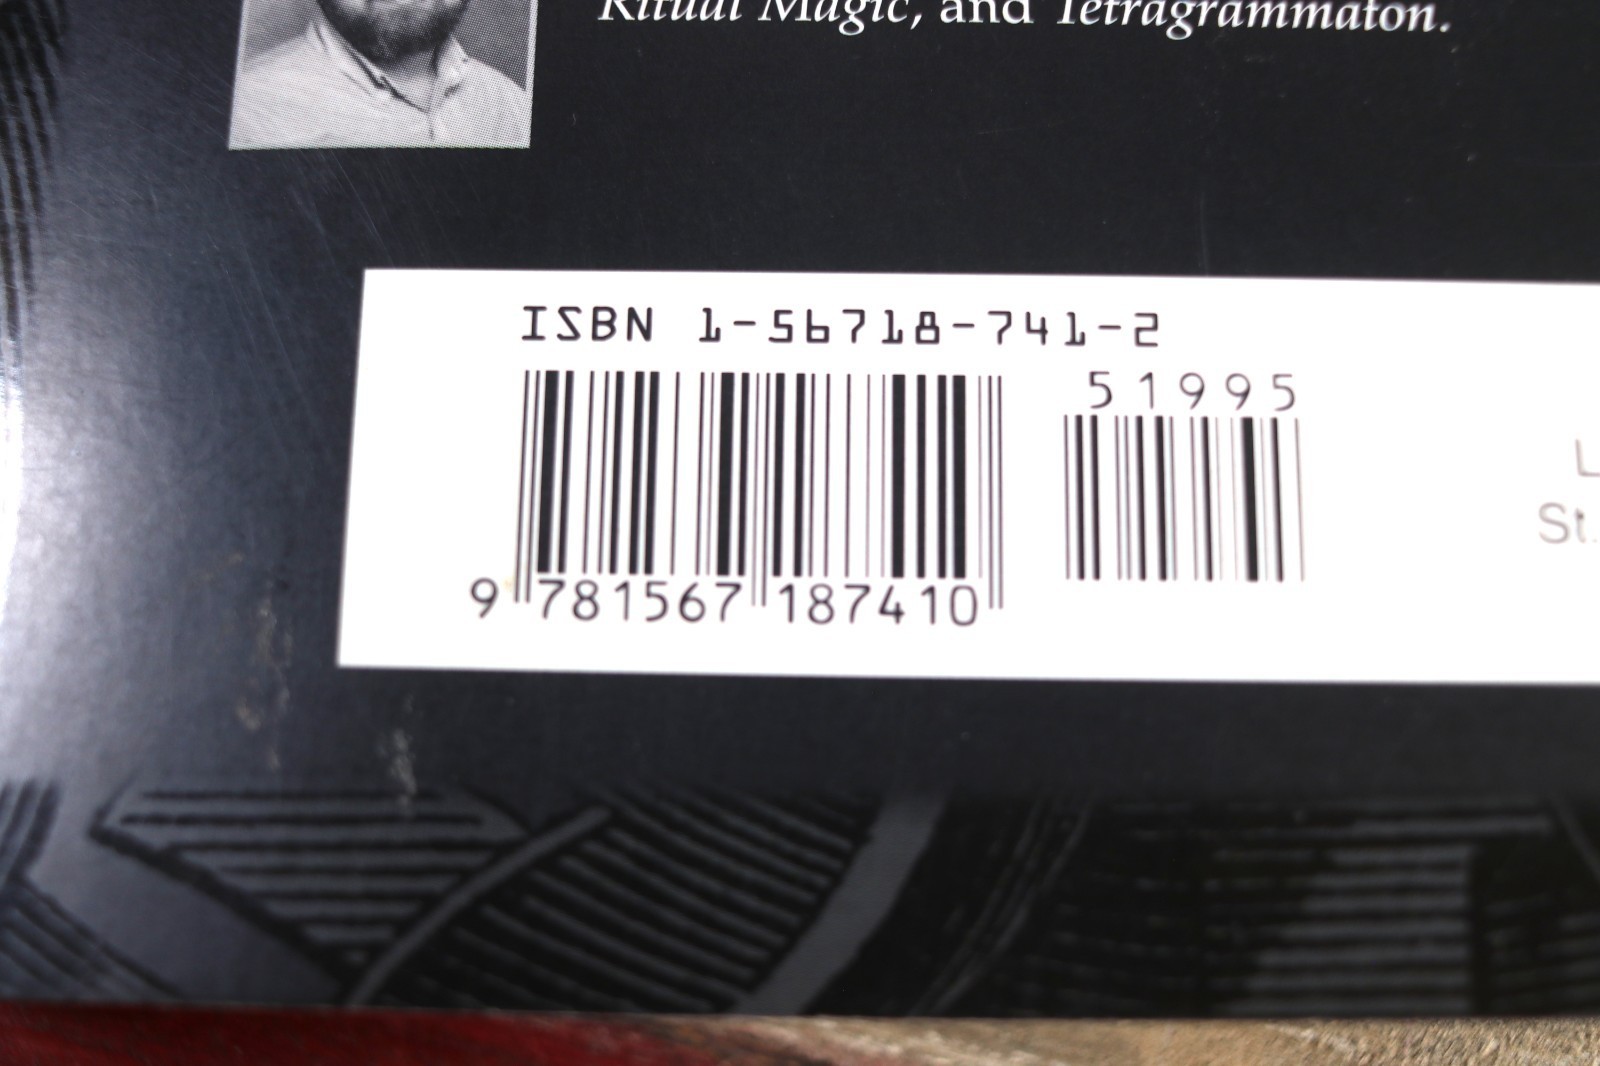 Ritual Magic, and Tetragrammaton.
ISBN 1-56718-741-2
51995
9 781567 187410
L
St.